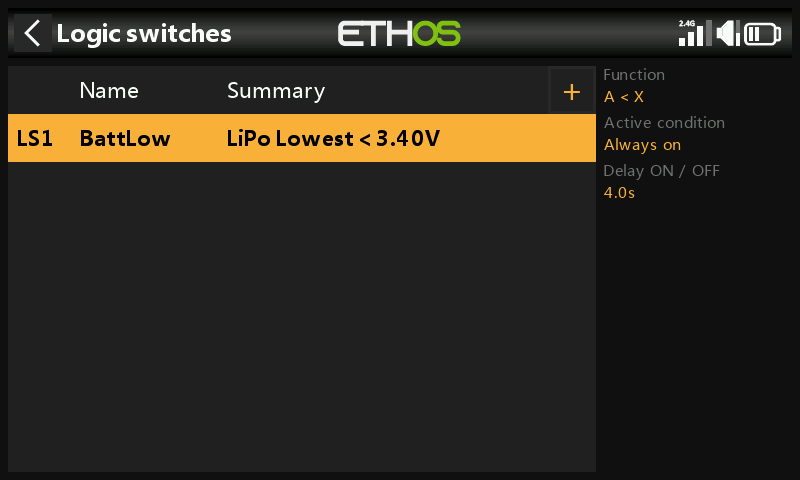 Logic switches
ETHOS
2.4G
Name Summary +
LS1 BattLow LiPo Lowest < 3.40V
Function
A < X
Active condition
Always on
Delay ON / OFF
4.0s